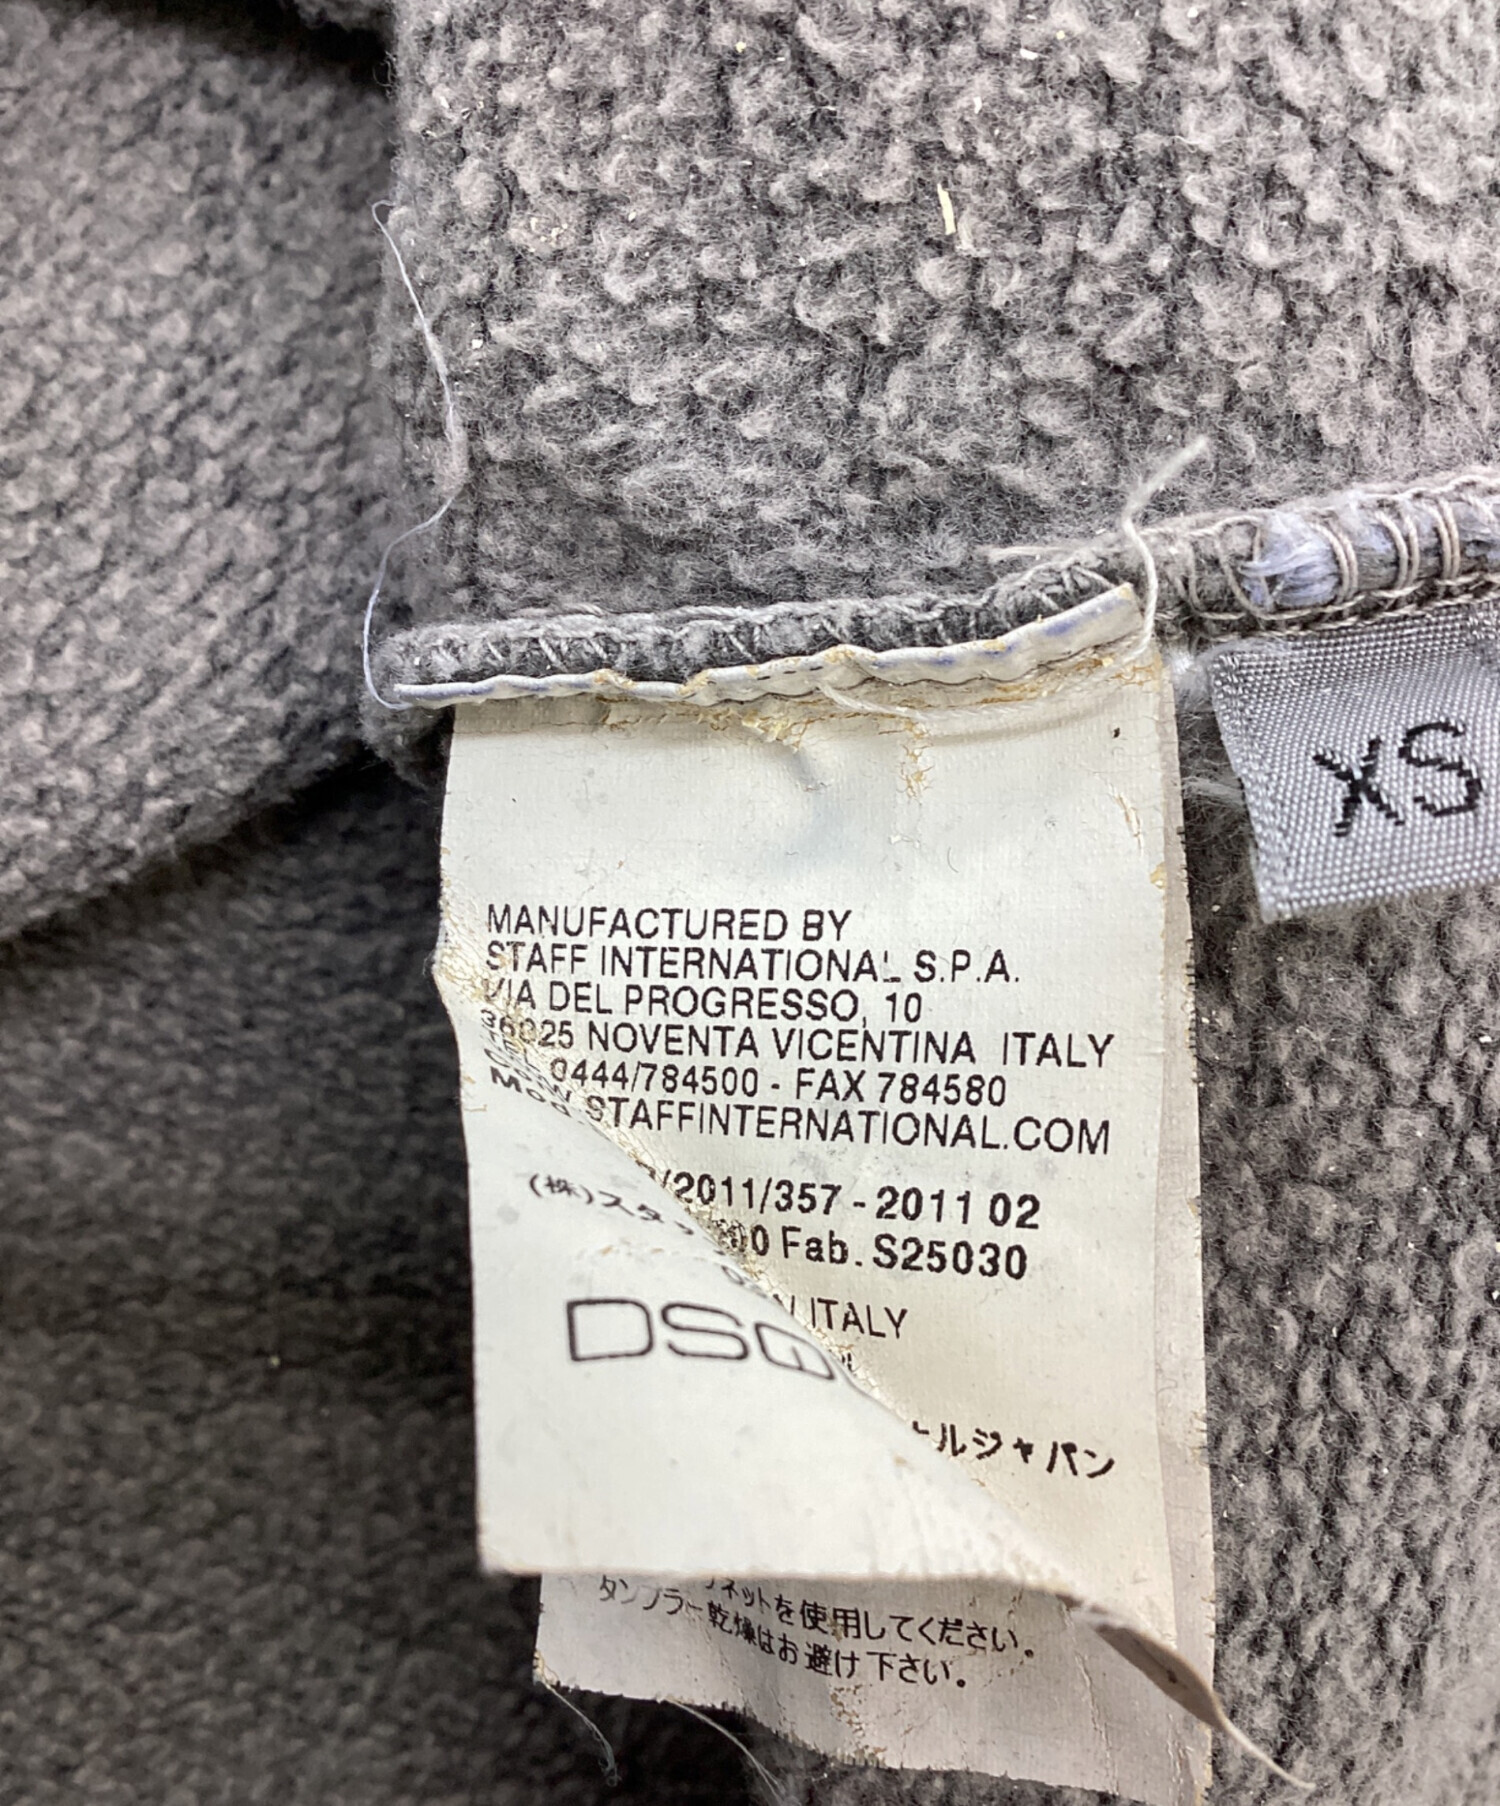 XS
MANUFACTURED BY
STAFF INTERNATIONAL S.P.A.
VIA DEL PROGRESSO, 10
36025 NOVENTA VICENTINA ITALY
0444/784500 - FAX 784580
STAFFINTERNATIONAL.COM
/2011/357 - 2011 02
Fab. S25030
ITALY
(株)スタッ
DSQ
ルジャパン
ネットを使用してください。
タンブラー乾燥はお避け下さい。